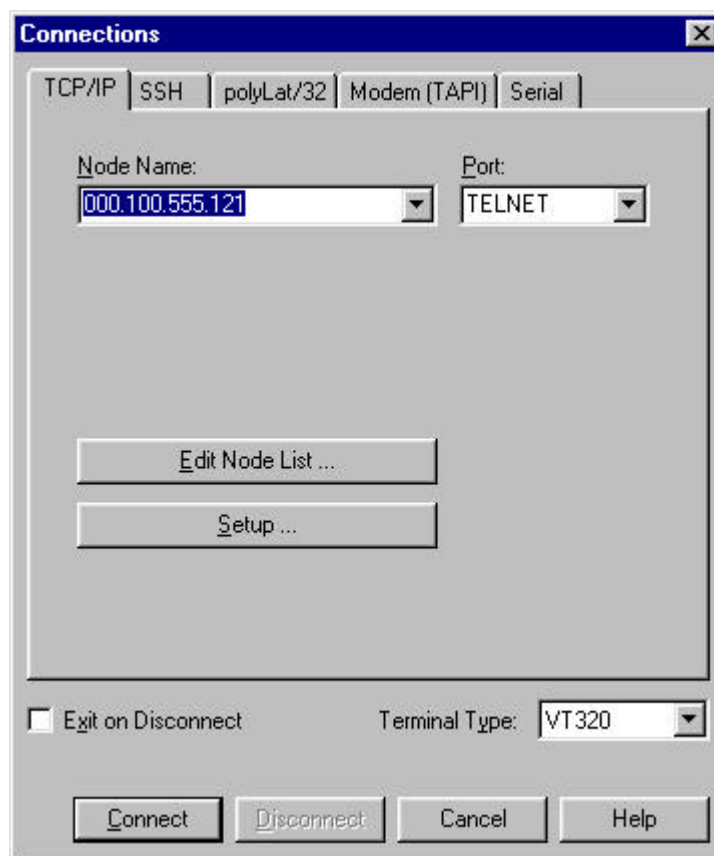 Connections
TCP/IP SSH polyLat/32 Modem (TAPI) Serial
Node Name: Port:
000.100.555.121 TELNET
Edit Node List ...
Setup ...
Exit on Disconnect Terminal Type: VT320
Connect Disconnect Cancel Help